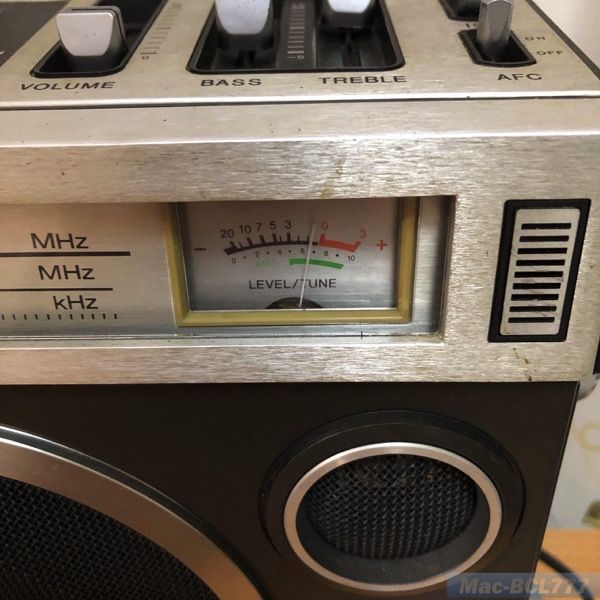 VOLUME
BASS
TREBLE
ON
OFF
AFC
MHz
MHz
kHz
- 20 10 7 5 3 0 3 +
0 2 4 6 8 10
BATT
LEVEL/TUNE
Mac-BCL777